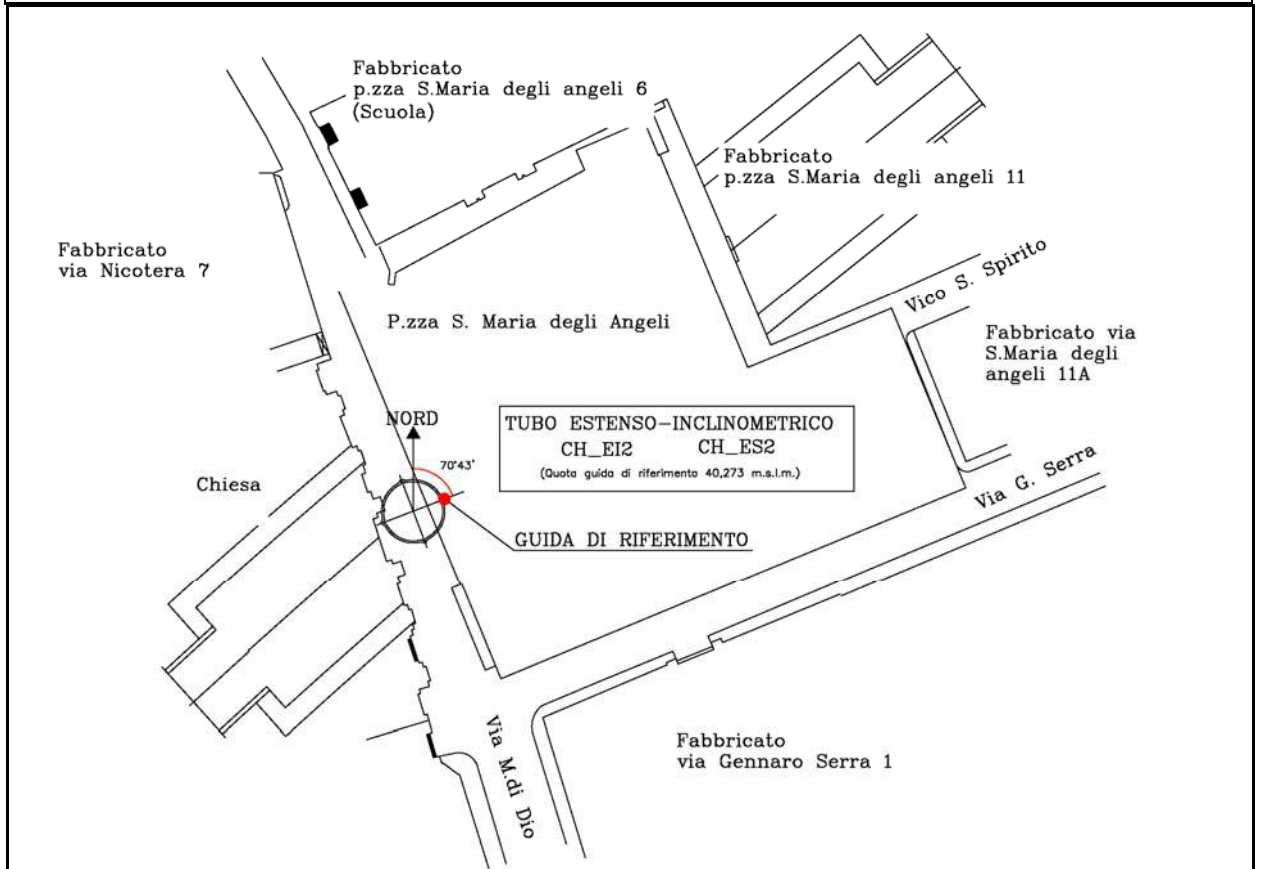 Fabbricato
p.zza S.Maria degli angeli 6
(Scuola)
Fabbricato
p.zza S.Maria degli angeli 11
Fabbricato
via Nicotera 7
Vico S. Spirito
P.zza S. Maria degli Angeli
Fabbricato via
S.Maria degli
angeli 11A
NORD
TUBO ESTENSO-INCLINOMETRICO
CH_EI2 CH_ES2
(Quota guida di riferimento 40,273 m.s.l.m.)
70°43'
Chiesa
Via G. Serra
GUIDA DI RIFERIMENTO
Via M.di Dio
Fabbricato
via Gennaro Serra 1